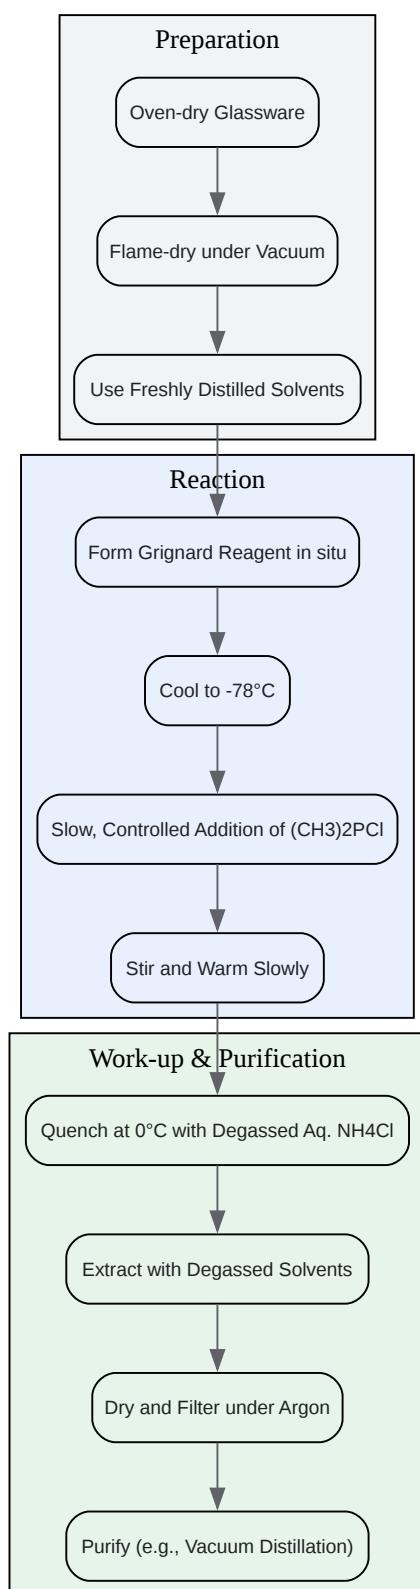 Preparation
Oven-dry Glassware
Flame-dry under Vacuum
Use Freshly Distilled Solvents
Reaction
Form Grignard Reagent in situ
Cool to -78°C
Slow, Controlled Addition of (CH3)2PCl
Stir and Warm Slowly
Work-up & Purification
Quench at 0°C with Degassed Aq. NH4Cl
Extract with Degassed Solvents
Dry and Filter under Argon
Purify (e.g., Vacuum Distillation)